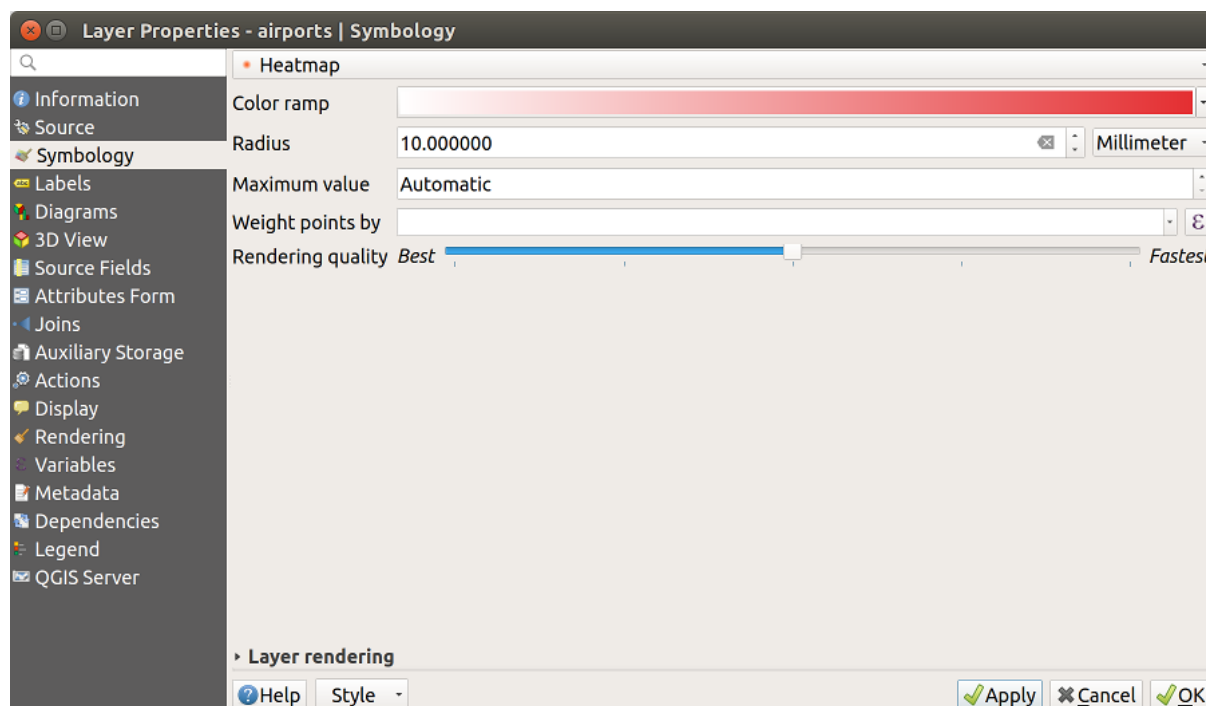 Layer Properties - airports | Symbology
Heatmap
Information
Color ramp
Source
Radius
10.000000
Millimeter
Symbology
Labels
Maximum value
Automatic
Diagrams
Weight points by
ε
3D View
Rendering quality
Best
Fastest
Source Fields
Attributes Form
Joins
Auxiliary Storage
Actions
Display
Rendering
Variables
Metadata
Dependencies
Legend
QGIS Server
Layer rendering
Help
Style
Apply
Cancel
OK